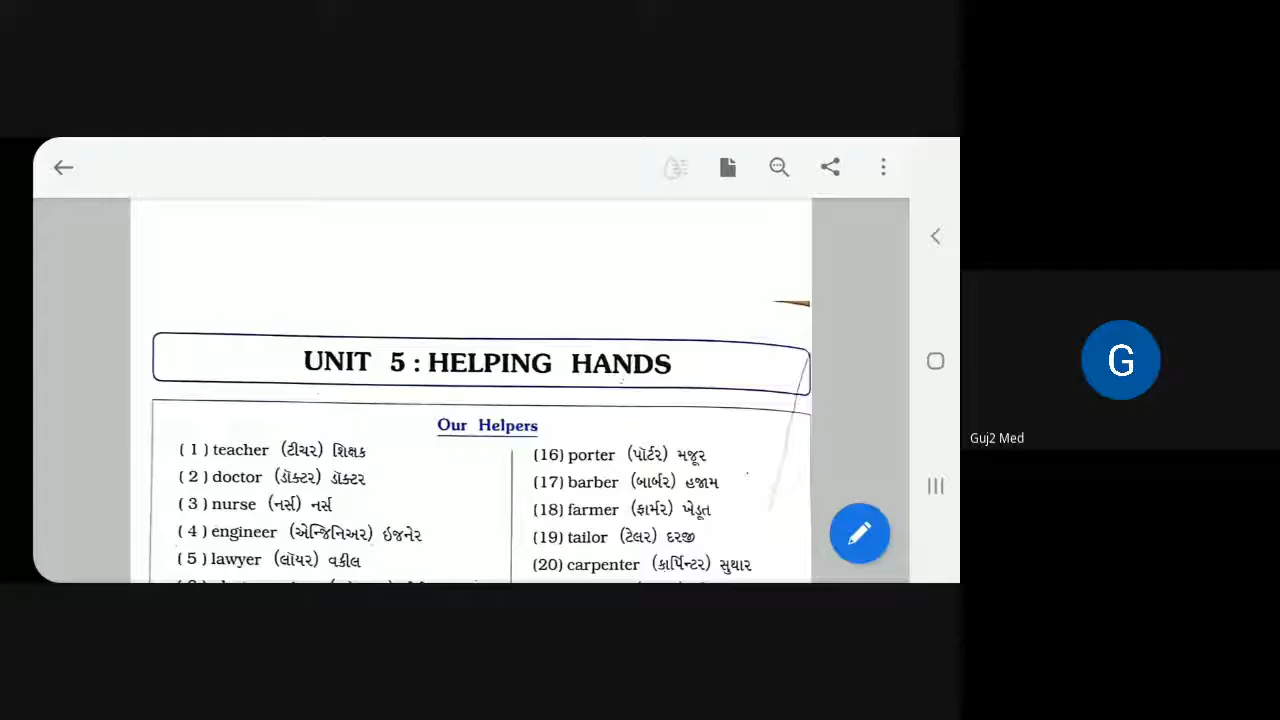 UNIT 5 : HELPING HANDS
Our Helpers
( 1 ) teacher (ટીચર) શિક્ષક
( 2 ) doctor (ડૉક્ટર) ડૉક્ટર
( 3 ) nurse (નર્સ) નર્સ
( 4 ) engineer (એન્જિનિઅર) ઇજનેર
( 5 ) lawyer (લૉયર) વકીલ
(16) porter (પૉર્ટર) મજૂર
(17) barber (બાર્બર) હજામ
(18) farmer (ફાર્મર) ખેડૂત
(19) tailor (ટેલર) દરજી
(20) carpenter (કાર્પિન્ટર) સુથાર
G
Guj2 Med